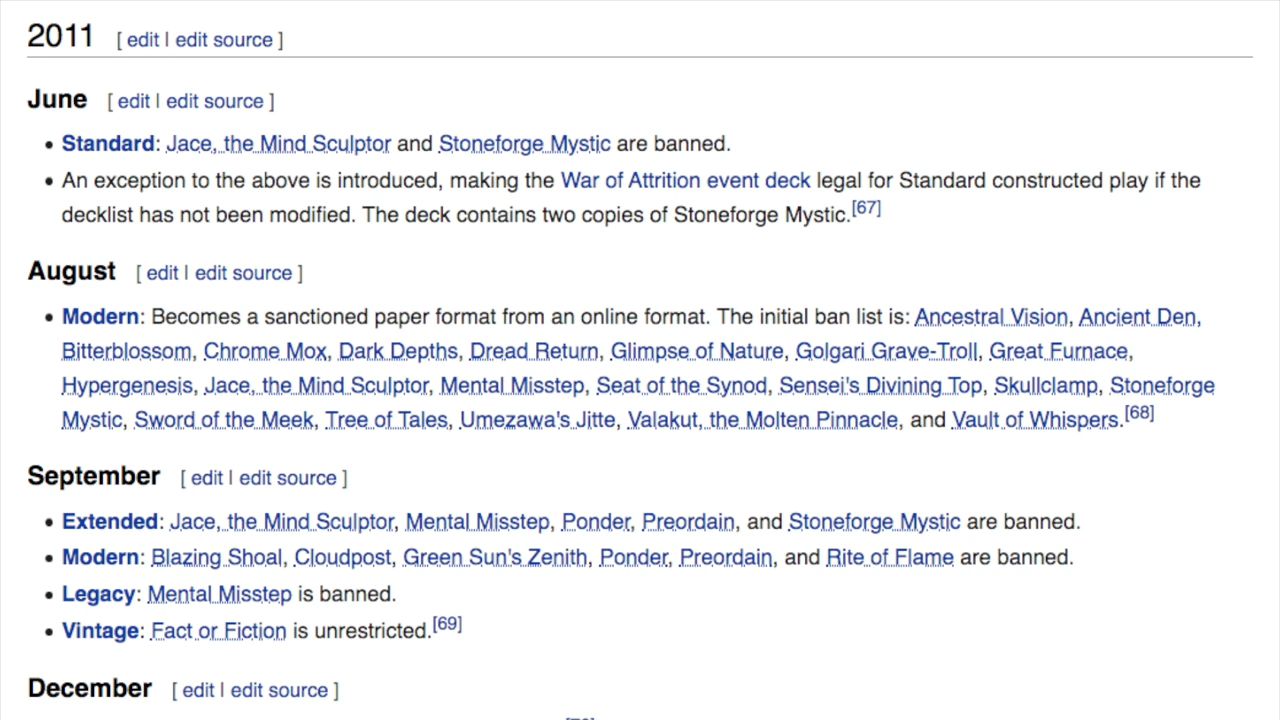 2011 [ edit | edit source ]
June [ edit | edit source ]
• Standard: Jace, the Mind Sculptor and Stoneforge Mystic are banned.
• An exception to the above is introduced, making the War of Attrition event deck legal for Standard constructed play if the
decklist has not been modified. The deck contains two copies of Stoneforge Mystic.[67]
August [ edit | edit source ]
• Modern: Becomes a sanctioned paper format from an online format. The initial ban list is: Ancestral Vision, Ancient Den,
Bitterblossom, Chrome Mox, Dark Depths, Dread Return, Glimpse of Nature, Golgari Grave-Troll, Great Furnace,
Hypergenesis, Jace, the Mind Sculptor, Mental Misstep, Seat of the Synod, Sensei's Divining Top, Skullclamp, Stoneforge
Mystic, Sword of the Meek, Tree of Tales, Umezawa's Jitte, Valakut, the Molten Pinnacle, and Vault of Whispers.[68]
September [ edit | edit source ]
• Extended: Jace, the Mind Sculptor, Mental Misstep, Ponder, Preordain, and Stoneforge Mystic are banned.
• Modern: Blazing Shoal, Cloudpost, Green Sun's Zenith, Ponder, Preordain, and Rite of Flame are banned.
• Legacy: Mental Misstep is banned.
• Vintage: Fact or Fiction is unrestricted.[69]
December [ edit | edit source ]